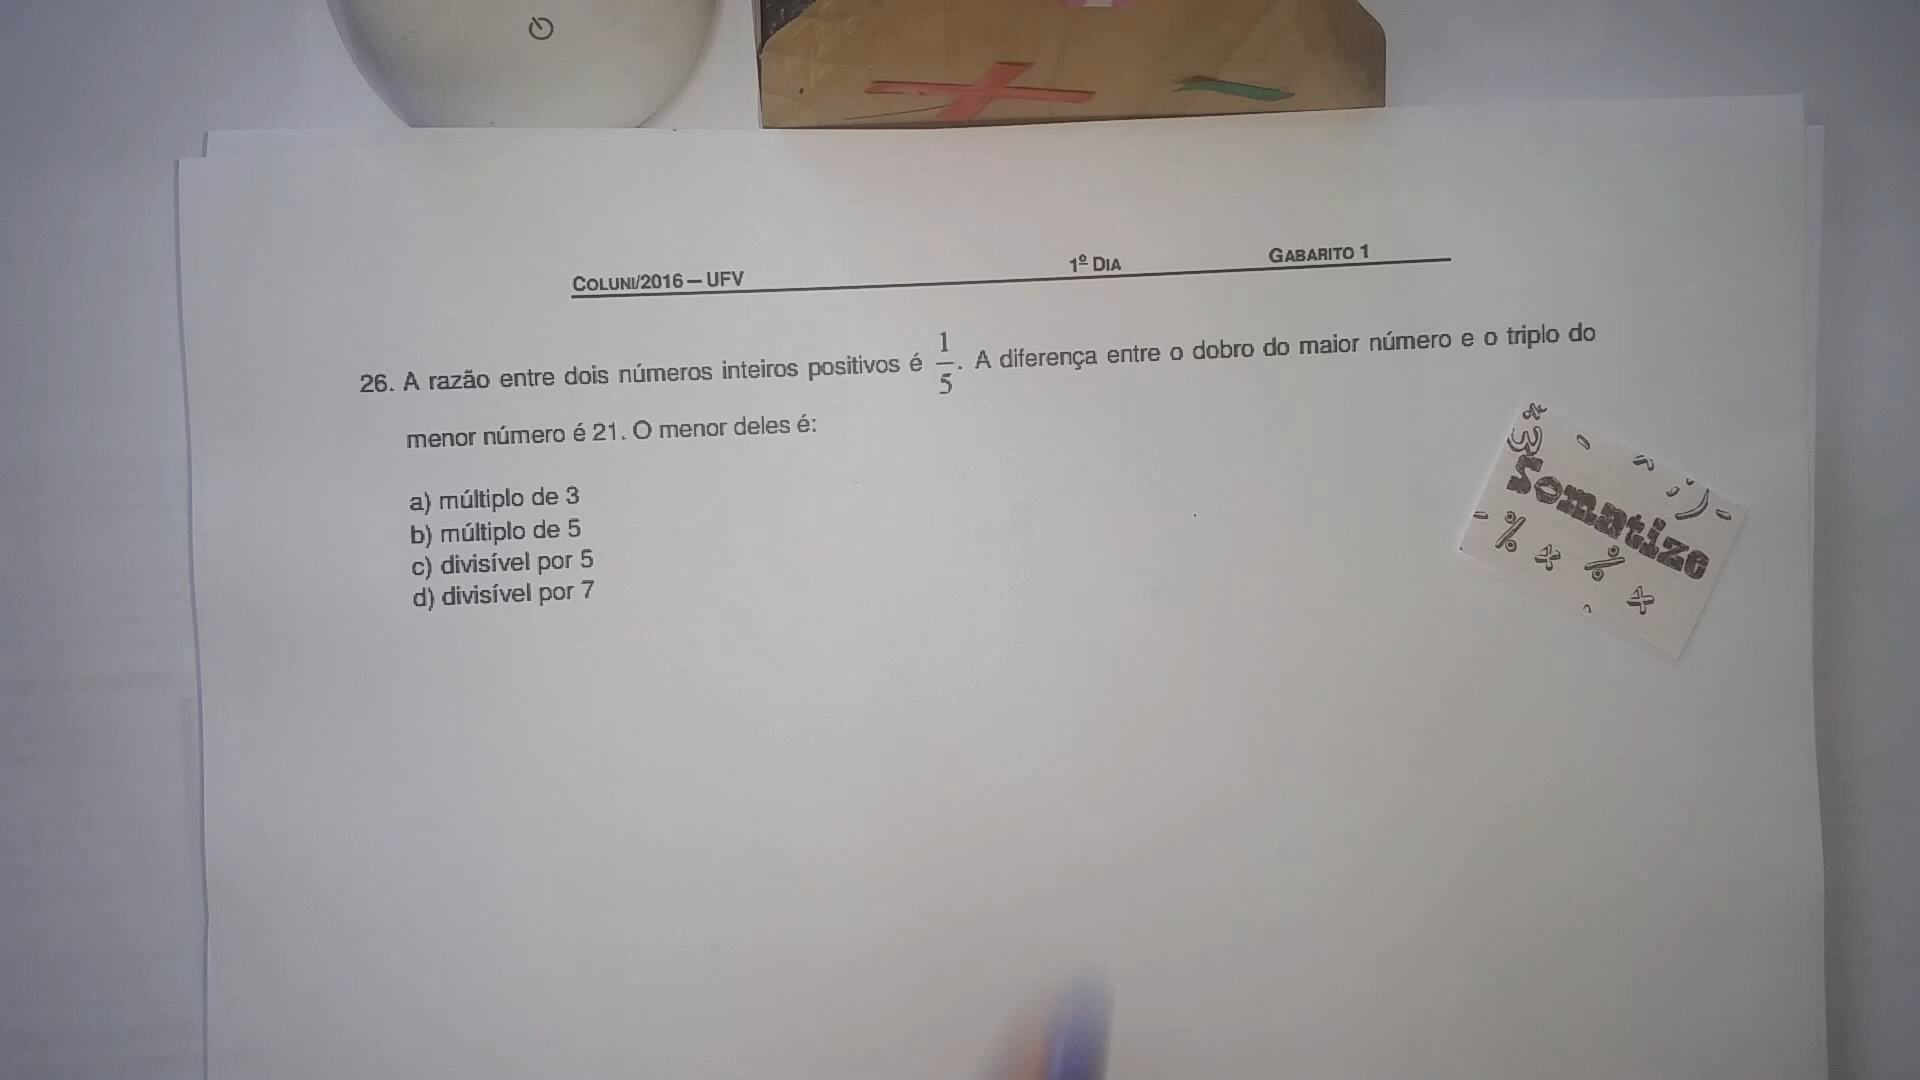 COLUNI/2016 – UFV 1º DIA GABARITO 1
26. A razão entre dois números inteiros positivos é 1/5. A diferença entre o dobro do maior número e o triplo do
menor número é 21. O menor deles é:
a) múltiplo de 3
b) múltiplo de 5
c) divisível por 5
d) divisível por 7
Somatize